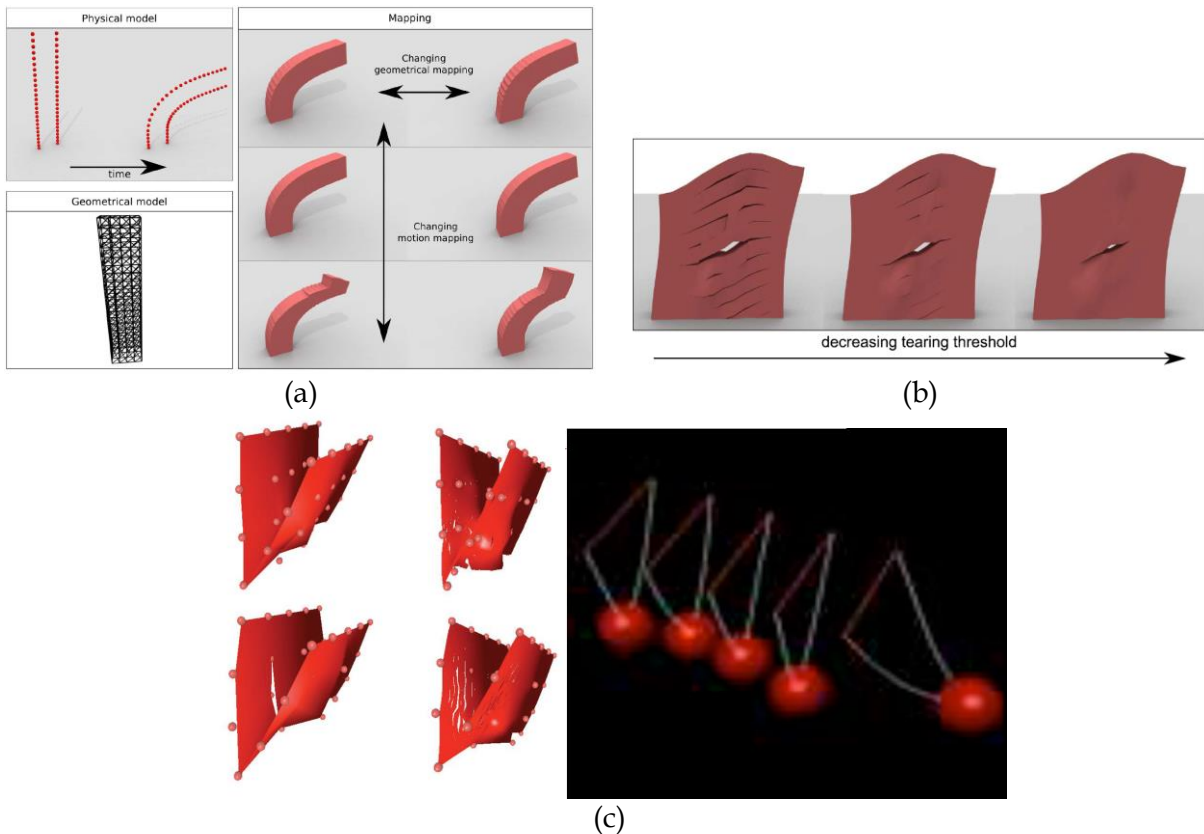 Physical model
time
Geometrical model
Mapping
Changing
geometrical mapping
Changing
motion mapping
(a)
decreasing tearing threshold
(b)
(c)